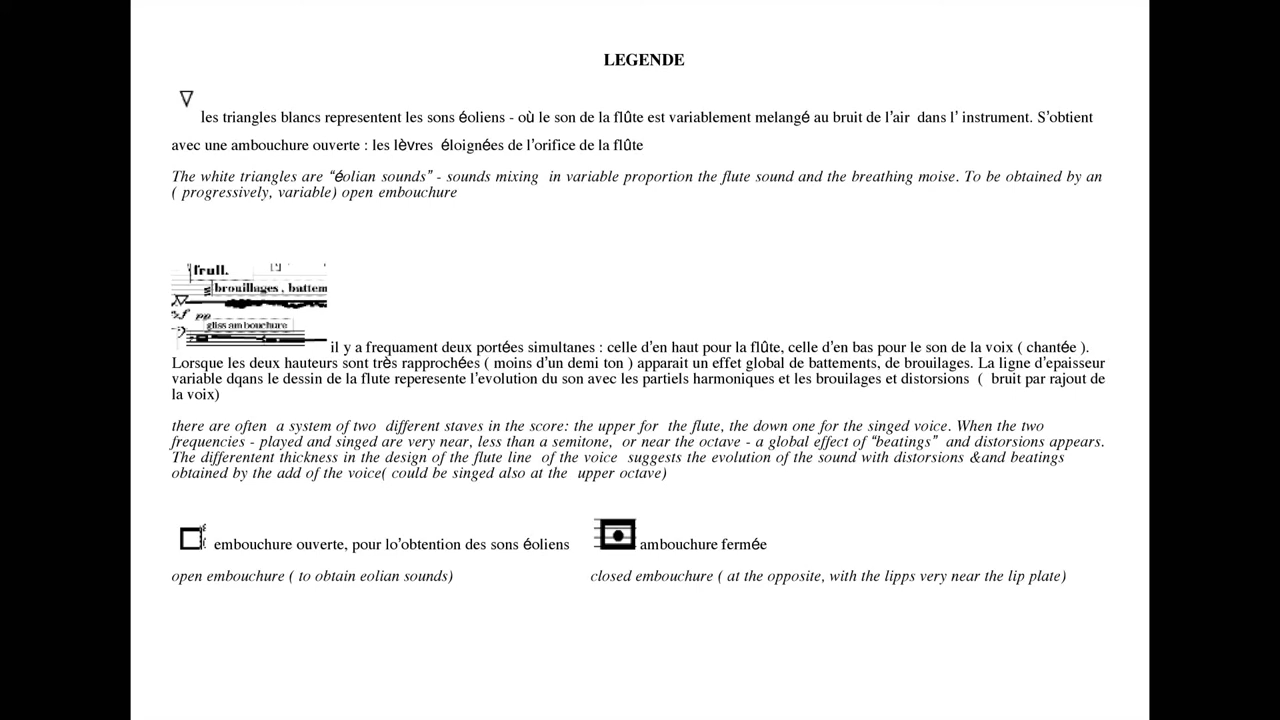 LEGENDE
∇
les triangles blancs representent les sons éoliens - où le son de la flûte est variablement melangé au bruit de l'air dans l' instrument. S'obtient
avec une ambouchure ouverte : les lèvres éloignées de l'orifice de la flûte
The white triangles are "éolian sounds" - sounds mixing in variable proportion the flute sound and the breathing moise. To be obtained by an
( progressively, variable) open embouchure
frull.
brouillages , battem
pp
gliss ambouchure
il y a frequament deux portées simultanes : celle d'en haut pour la flûte, celle d'en bas pour le son de la voix ( chantée ).
Lorsque les deux hauteurs sont très rapprochées ( moins d'un demi ton ) apparait un effet global de battements, de brouilages. La ligne d'epaisseur
variable dqans le dessin de la flute reperesente l'evolution du son avec les partiels harmoniques et les brouilages et distorsions ( bruit par rajout de
la voix)
there are often a system of two different staves in the score: the upper for the flute, the down one for the singed voice. When the two
frequencies - played and singed are very near, less than a semitone, or near the octave - a global effect of "beatings" and distorsions appears.
The differentent thickness in the design of the flute line of the voice suggests the evolution of the sound with distorsions &and beatings
obtained by the add of the voice( could be singed also at the upper octave)
embouchure ouverte, pour lo'obtention des sons éoliens
ambouchure fermée
open embouchure ( to obtain eolian sounds)
closed embouchure ( at the opposite, with the lipps very near the lip plate)